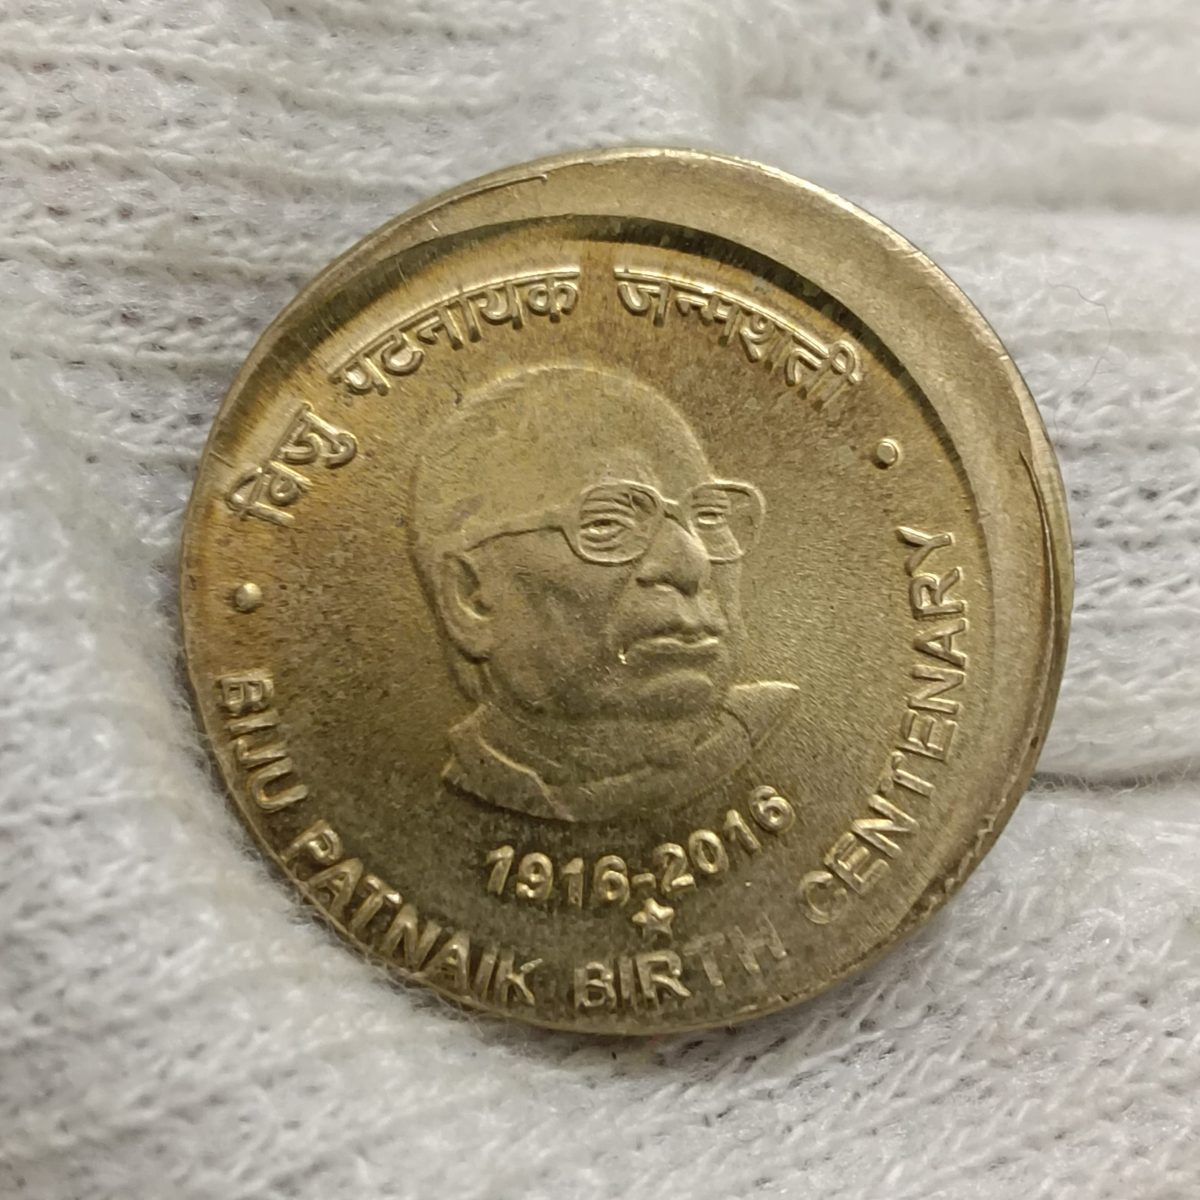 बिजु पटनायक जन्मशती
1916-2016
BIJU PATNAIK BIRTH CENTENARY